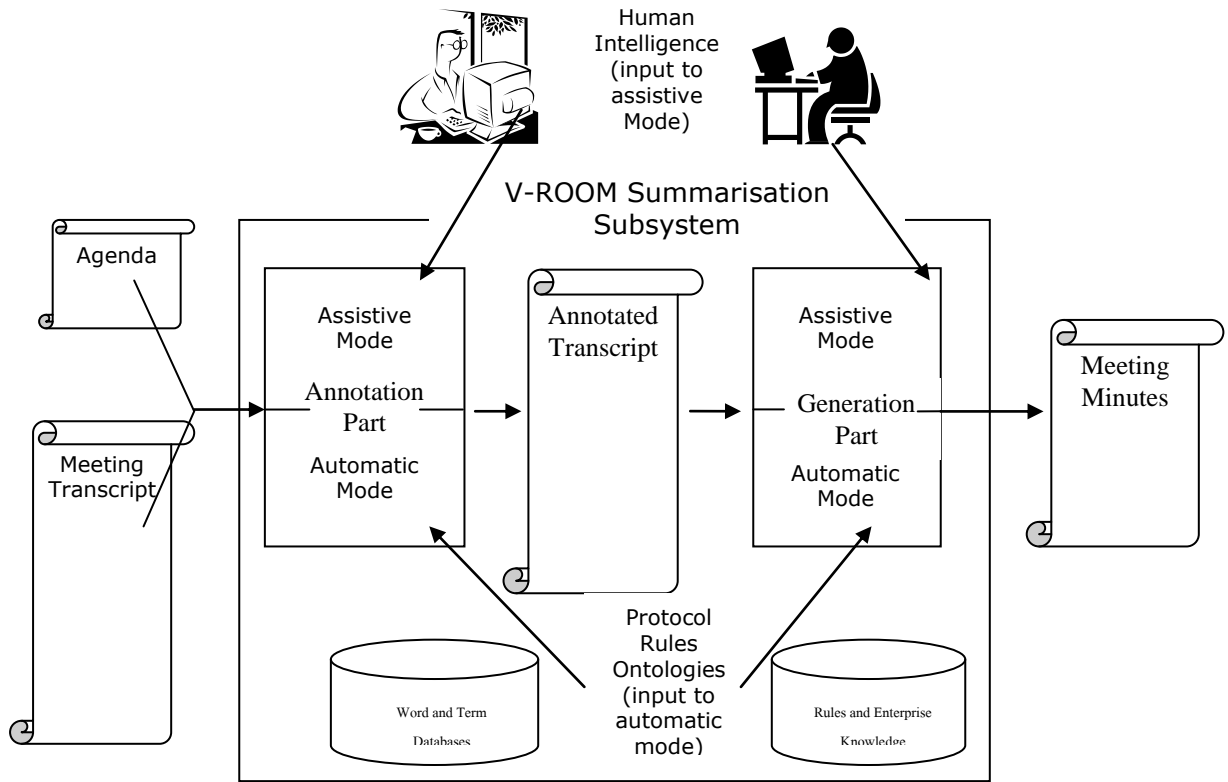 Human
Intelligence
(input to
assistive
Mode)
V-ROOM Summarisation
Subsystem
Agenda
Meeting
Transcript
Assistive
Mode
Annotation
Part
Automatic
Mode
Annotated
Transcript
Assistive
Mode
Generation
Part
Automatic
Mode
Meeting
Minutes
Protocol
Rules
Ontologies
(input to
automatic
mode)
Word and Term
Databases
Rules and Enterprise
Knowledge